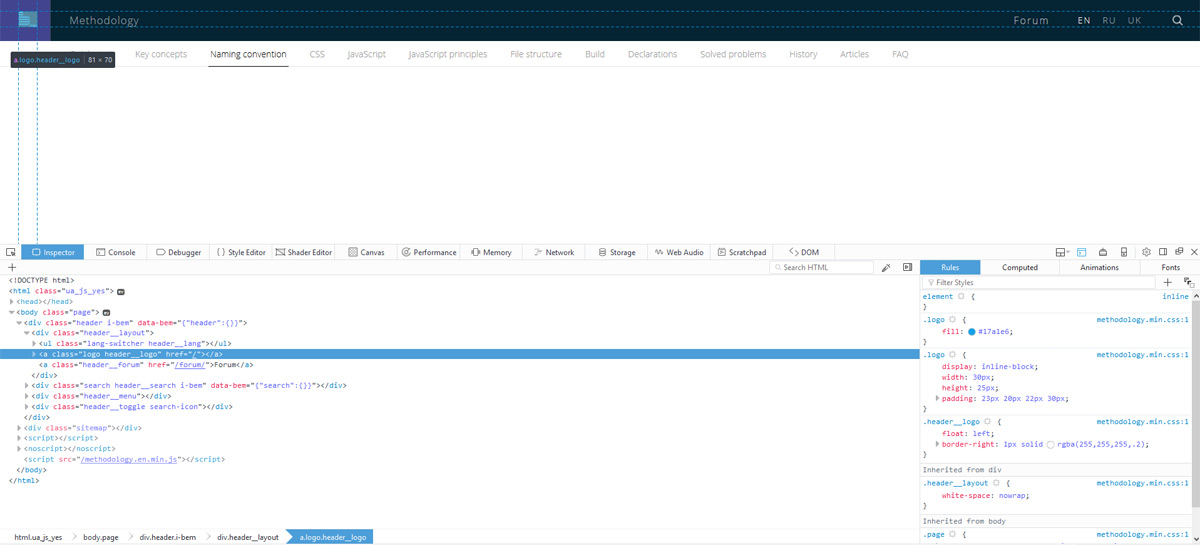 Methodology
Forum EN RU UK
a.logo.header__logo | 81 × 70
Key concepts Naming convention CSS JavaScript JavaScript principles File structure Build Declarations Solved problems History Articles FAQ
Inspector Console Debugger { } Style Editor Shader Editor Canvas Performance Memory Network Storage Web Audio Scratchpad <> DOM
+ Search HTML
Rules Computed Animations Fonts
Filter Styles +
<!DOCTYPE html>
<html class="ua_js_yes"> ev
<head></head>
<body class="page"> ev
<div class="header i-bem" data-bem="{"header":{}}">
<div class="header__layout">
<ul class="lang-switcher header__lang"></ul>
<a class="logo header__logo" href="/"></a>
<a class="header__forum" href="/forum/">Forum</a>
</div>
<div class="search header__search i-bem" data-bem="{"search":{}}"></div>
<div class="header__menu"></div>
<div class="header__toggle search-icon"></div>
</div>
<div class="sitemap"></div>
<script></script>
<noscript></noscript>
<script src="/methodology.en.min.js"></script>
</body>
</html>
element { inline
}
.logo { methodology.min.css:1
fill: #17a1e6;
}
.logo { methodology.min.css:1
display: inline-block;
width: 30px;
height: 25px;
padding: 23px 20px 22px 30px;
}
.header__logo { methodology.min.css:1
float: left;
border-right: 1px solid rgba(255,255,255,.2);
}
Inherited from div
.header__layout { methodology.min.css:1
white-space: nowrap;
}
Inherited from body
.page { methodology.min.css:1
html.ua_js_yes > body.page > div.header.i-bem > div.header__layout > a.logo.header__logo